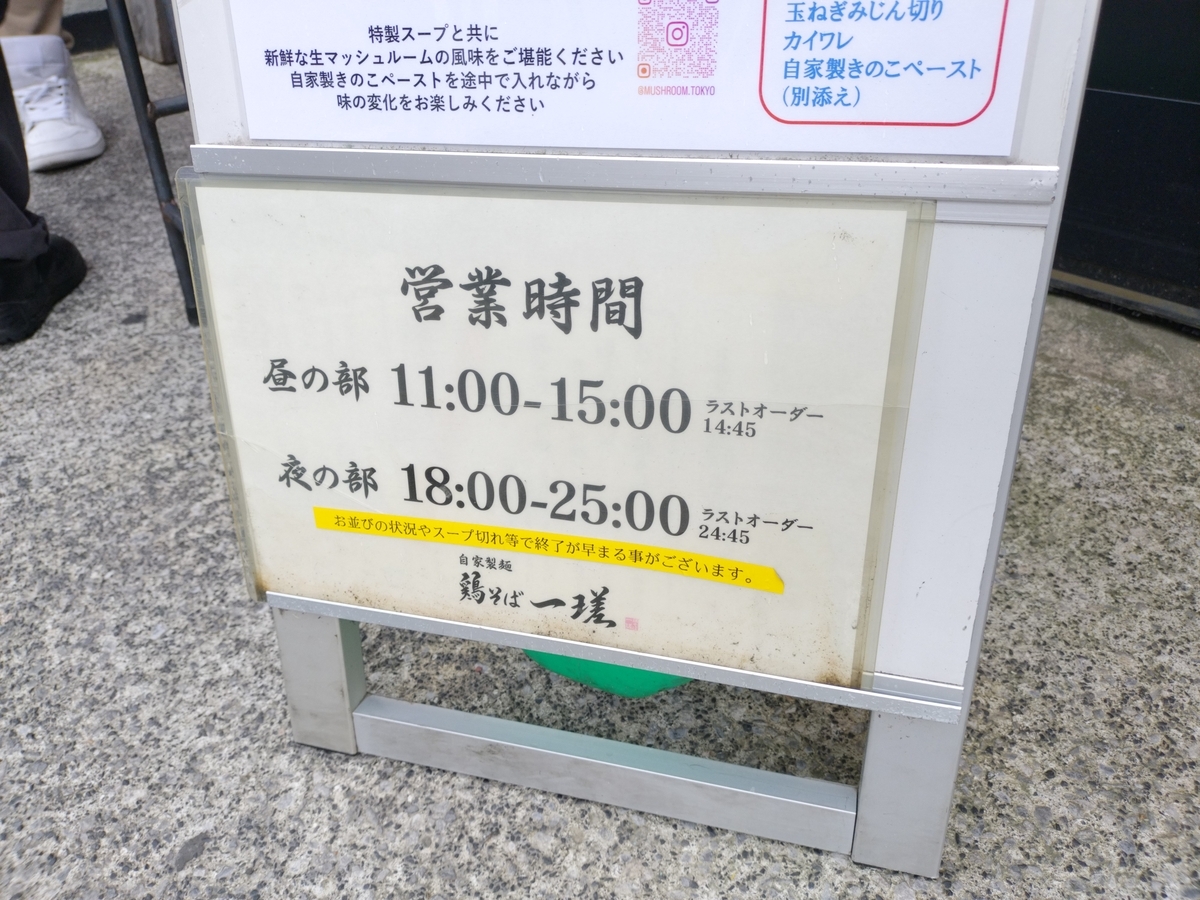 特製スープと共に
新鮮な生マッシュルームの風味をご堪能ください
自家製きのこペーストを途中で入れながら
味の変化をお楽しみください
@MUSHROOM.TOKYO
玉ねぎみじん切り
カイワレ
自家製きのこペースト
(別添え)
営業時間
昼の部 11:00-15:00 ラストオーダー
14:45
夜の部 18:00-25:00 ラストオーダー
24:45
お並びの状況やスープ切れ等で終了が早まる事がございます。
自家製麺
鶏そば 一瑳